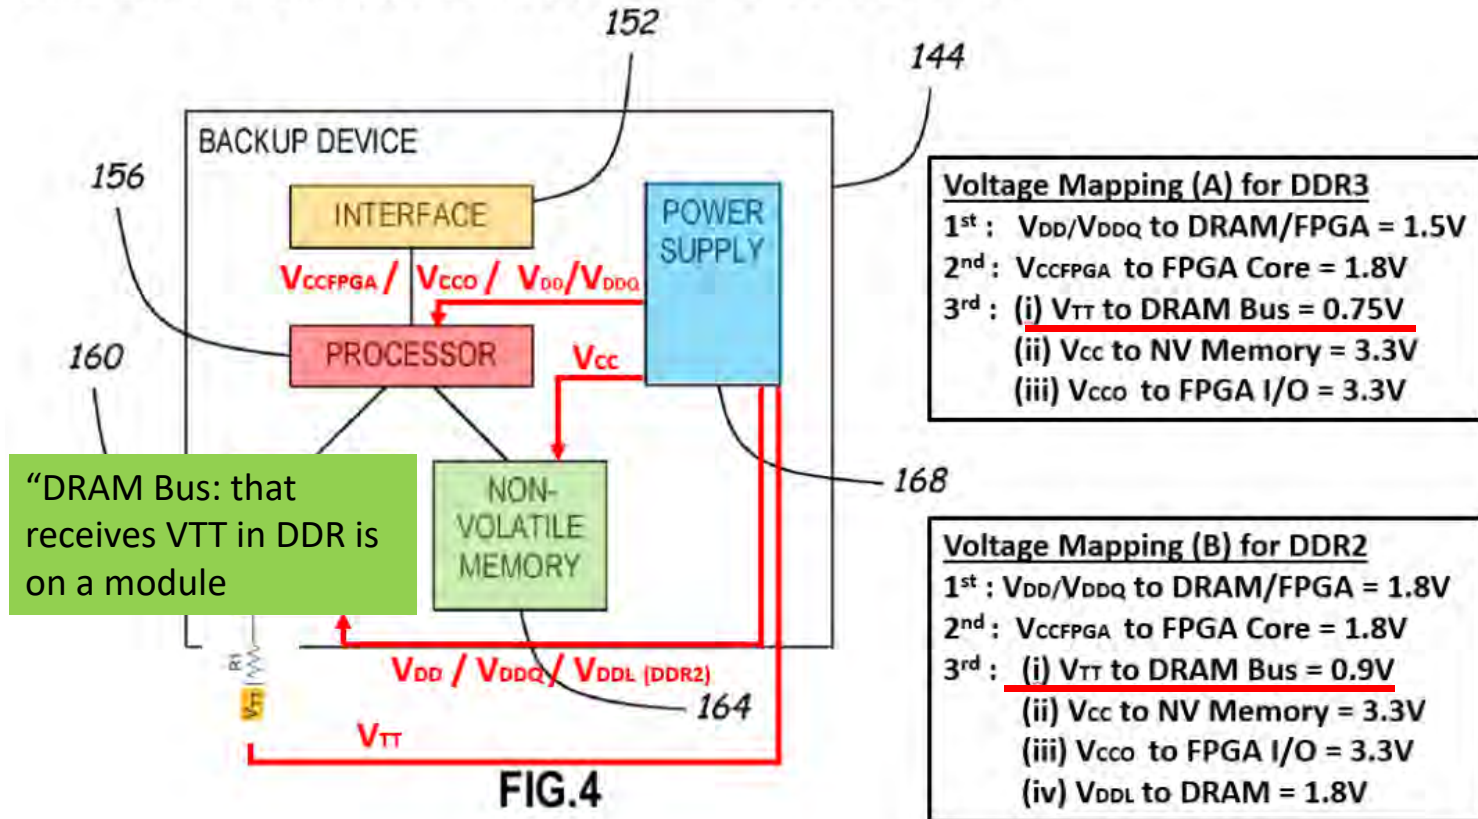 152
144
BACKUP DEVICE
156
INTERFACE
POWER
SUPPLY
VCCFPGA / VCCO / VDD/VDDQ
PROCESSOR
VCC
160
168
“DRAM Bus: that
receives VTT in DDR is
on a module
NON-
VOLATILE
MEMORY
R1
VTT
VDD / VDDQ / VDDL (DDR2)
164
VTT
FIG.4
Voltage Mapping (A) for DDR3
1st : VDD/VDDQ to DRAM/FPGA = 1.5V
2nd : VCCFPGA to FPGA Core = 1.8V
3rd : (i) VTT to DRAM Bus = 0.75V
(ii) Vcc to NV Memory = 3.3V
(iii) Vcco to FPGA I/O = 3.3V
Voltage Mapping (B) for DDR2
1st : VDD/VDDQ to DRAM/FPGA = 1.8V
2nd : VCCFPGA to FPGA Core = 1.8V
3rd : (i) VTT to DRAM Bus = 0.9V
(ii) Vcc to NV Memory = 3.3V
(iii) Vcco to FPGA I/O = 3.3V
(iv) VDDL to DRAM = 1.8V